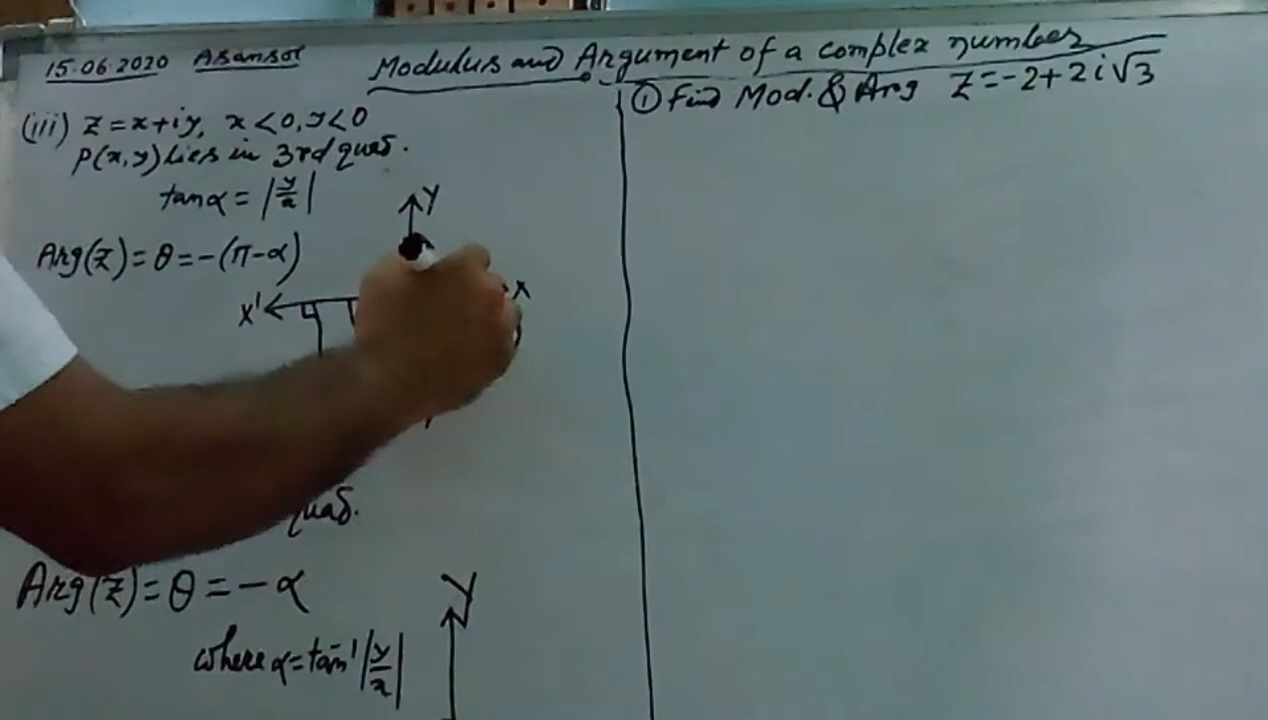 15.06.2020 Asansol
Modulus and Argument of a complex number
(iii) z = x+iy, x<0, y<0
P(x, y) lies in 3rd quad.
tanα = |y/x|
Arg(z) = θ = -(π-α)
Y
X' X
quad.
Arg(z) = θ = -α
where α = tan⁻¹|y/x|
Y
① Find Mod. & Arg z = -2+2i√3